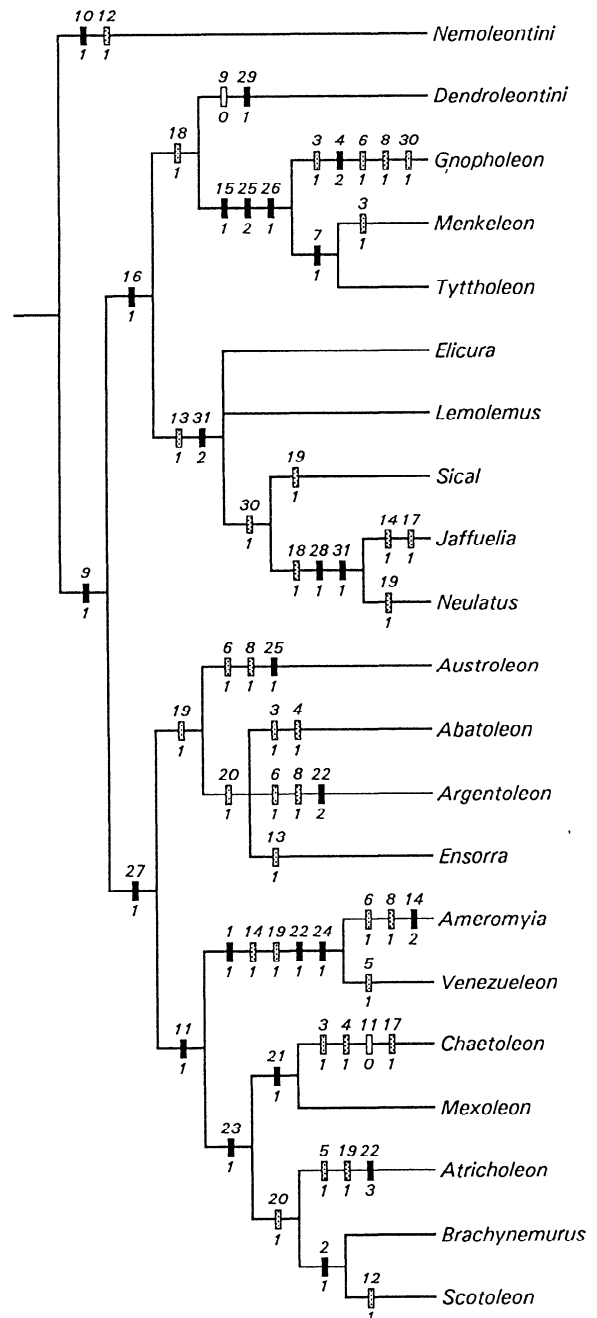 10 12
Nemoleontini
1 1
9 29
Dendroleontini
0 1
18
1
3 4 6 8 30
Gnopholeon
1 2 1 1 1
15 25 26
1 2 1
3
Menkeleon
1
7
1
Tyttholeon
16
1
Elicura
13 31
1 2
Lemolemus
19
Sical
1
30
1
14 17
Jaffuelia
1 1
18 28 31
1 1 1
19
Neulatus
1
9
1
6 8 25
Austroleon
1 1 1
19
1
3 4
Abatoleon
1 1
20 6 8 22
Argentoleon
1 1 1 2
13
Ensorra
1
27
1
6 8 14
Ameromyia
1 1 2
1 14 19 22 24
1 1 1 1 1
5
Venezueleon
1
11
1
3 4 11 17
Chaetoleon
1 1 0 1
21
1
Mexoleon
23
1
5 19 22
Atricholeon
1 1 3
20
1
Brachynemurus
2
1
12
Scotoleon
1